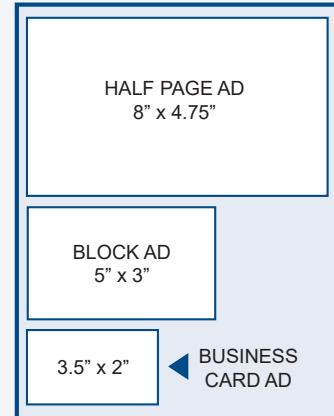 HALF PAGE AD
8” x 4.75”
BLOCK AD
5” x 3”
3.5” x 2”
BUSINESS
CARD AD